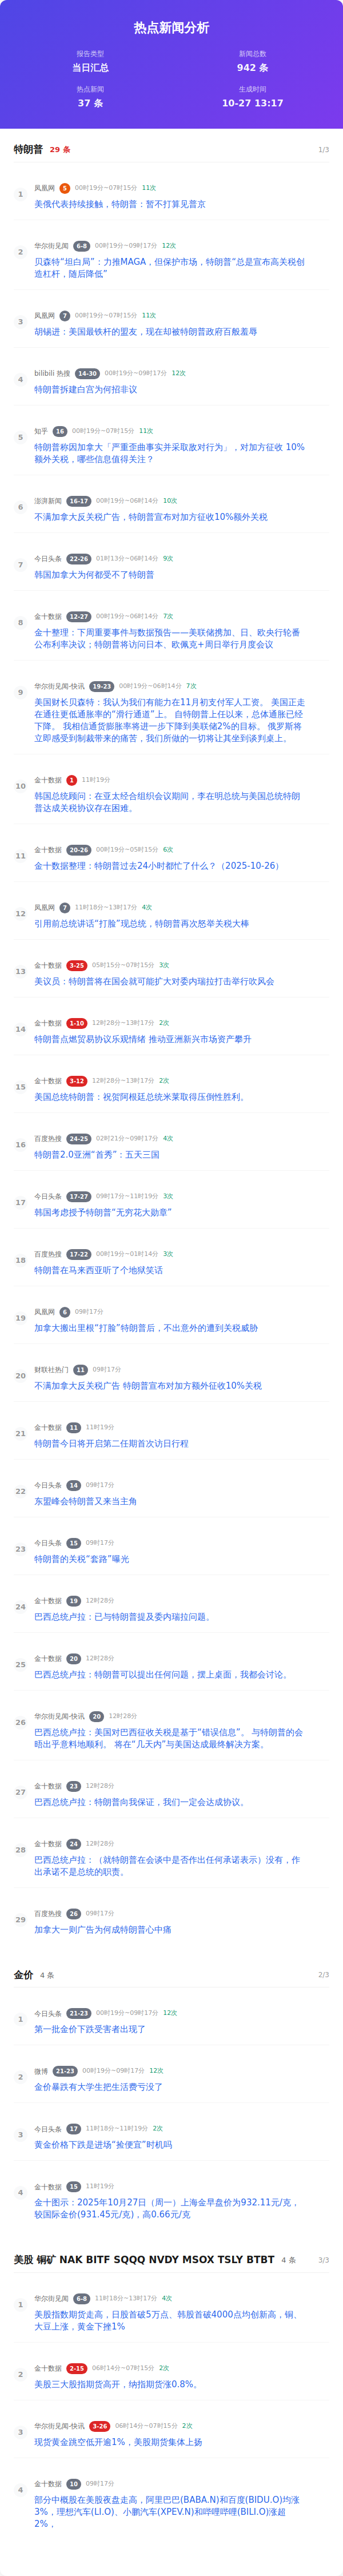 热点新闻分析
报告类型
新闻总数
当日汇总
942 条
热点新闻
生成时间
37 条
10-27 13:17
特朗普 29 条 1/3
1
凤凰网 5 00时19分~07时15分 11次
美俄代表持续接触，特朗普：暂不打算见普京
2
华尔街见闻 6-8 00时19分~09时17分 12次
贝森特“坦白局”：力推MAGA，但保护市场，特朗普“总是宣布高关税创
造杠杆，随后降低”
3
凤凰网 7 00时19分~07时15分 11次
胡锡进：美国最铁杆的盟友，现在却被特朗普政府百般羞辱
4
bilibili 热搜 14-30 00时19分~09时17分 12次
特朗普拆建白宫为何招非议
5
知乎 16 00时19分~07时15分 11次
特朗普称因加拿大「严重歪曲事实并采取敌对行为」，对加方征收 10%
额外关税，哪些信息值得关注？
6
澎湃新闻 16-17 00时19分~06时14分 10次
不满加拿大反关税广告，特朗普宣布对加方征收10%额外关税
7
今日头条 22-26 01时13分~06时14分 9次
韩国加拿大为何都受不了特朗普
8
金十数据 12-27 00时19分~06时14分 7次
金十整理：下周重要事件与数据预告——美联储携加、日、欧央行轮番
公布利率决议；特朗普将访问日本、欧佩克+周日举行月度会议
9
华尔街见闻-快讯 19-23 00时19分~06时14分 7次
美国财长贝森特：我认为我们有能力在11月初支付军人工资。 美国正走
在通往更低通胀率的“滑行通道”上。 自特朗普上任以来，总体通胀已经
下降。 我相信通货膨胀率将进一步下降到美联储2%的目标。 俄罗斯将
立即感受到制裁带来的痛苦，我们所做的一切将让其坐到谈判桌上。
10
金十数据 1 11时19分
韩国总统顾问：在亚太经合组织会议期间，李在明总统与美国总统特朗
普达成关税协议存在困难。
11
金十数据 20-26 00时19分~05时15分 6次
金十数据整理：特朗普过去24小时都忙了什么？（2025-10-26）
12
凤凰网 7 11时18分~13时17分 4次
引用前总统讲话“打脸”现总统，特朗普再次怒举关税大棒
13
金十数据 3-25 05时15分~07时15分 3次
美议员：特朗普将在国会就可能扩大对委内瑞拉打击举行吹风会
14
金十数据 1-10 12时28分~13时17分 2次
特朗普点燃贸易协议乐观情绪 推动亚洲新兴市场资产攀升
15
金十数据 3-12 12时28分~13时17分 2次
美国总统特朗普：祝贺阿根廷总统米莱取得压倒性胜利。
16
百度热搜 24-25 02时21分~09时17分 4次
特朗普2.0亚洲“首秀”：五天三国
17
今日头条 17-27 09时17分~11时19分 3次
韩国考虑授予特朗普“无穷花大勋章”
18
百度热搜 17-22 00时19分~01时14分 3次
特朗普在马来西亚听了个地狱笑话
19
凤凰网 6 09时17分
加拿大搬出里根“打脸”特朗普后，不出意外的遭到关税威胁
20
财联社热门 11 09时17分
不满加拿大反关税广告 特朗普宣布对加方额外征收10%关税
21
金十数据 11 11时19分
特朗普今日将开启第二任期首次访日行程
22
今日头条 14 09时17分
东盟峰会特朗普又来当主角
23
今日头条 15 09时17分
特朗普的关税“套路”曝光
24
金十数据 19 12时28分
巴西总统卢拉：已与特朗普提及委内瑞拉问题。
25
金十数据 20 12时28分
巴西总统卢拉：特朗普可以提出任何问题，摆上桌面，我都会讨论。
26
华尔街见闻-快讯 20 12时28分
巴西总统卢拉：美国对巴西征收关税是基于“错误信息”。 与特朗普的会
晤出乎意料地顺利。 将在“几天内”与美国达成最终解决方案。
27
金十数据 23 12时28分
巴西总统卢拉：特朗普向我保证，我们一定会达成协议。
28
金十数据 24 12时28分
巴西总统卢拉：（就特朗普在会谈中是否作出任何承诺表示）没有，作
出承诺不是总统的职责。
29
百度热搜 26 09时17分
加拿大一则广告为何成特朗普心中痛
金价 4 条 2/3
1
今日头条 21-23 00时19分~09时17分 12次
第一批金价下跌受害者出现了
2
微博 21-23 00时19分~09时17分 12次
金价暴跌有大学生把生活费亏没了
3
今日头条 17 11时18分~11时19分 2次
黄金价格下跌是进场“捡便宜”时机吗
4
金十数据 15 11时19分
金十图示：2025年10月27日（周一）上海金早盘价为932.11元/克，
较国际金价(931.45元/克)，高0.66元/克
美股 铜矿 NAK BITF SQQQ NVDY MSOX TSLY BTBT 4 条 3/3
1
华尔街见闻 6-8 11时18分~13时17分 4次
美股指数期货走高，日股首破5万点、韩股首破4000点均创新高，铜、
大豆上涨，黄金下挫1%
2
金十数据 2-15 06时14分~07时15分 2次
美股三大股指期货高开，纳指期货涨0.8%。
3
华尔街见闻-快讯 3-26 06时14分~07时15分 2次
现货黄金跳空低开逾1%，美股期货集体上扬
4
金十数据 10 09时17分
部分中概股在美股夜盘走高，阿里巴巴(BABA.N)和百度(BIDU.O)均涨
3%，理想汽车(LI.O)、小鹏汽车(XPEV.N)和哔哩哔哩(BILI.O)涨超
2%，